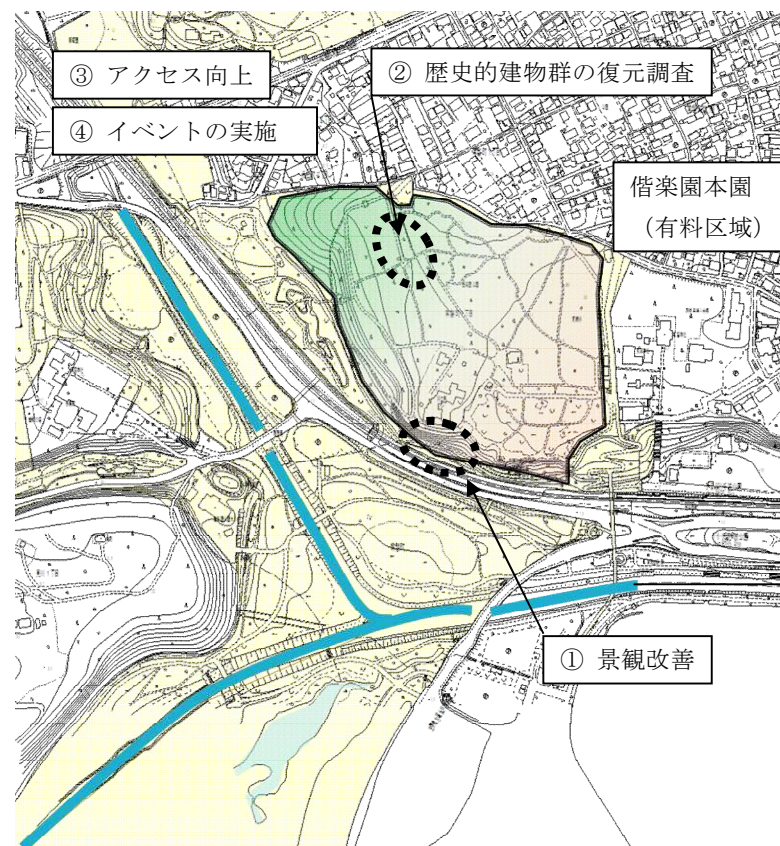 ③ アクセス向上
② 歴史的建物群の復元調査
④ イベントの実施
偕楽園本園
（有料区域）
① 景観改善